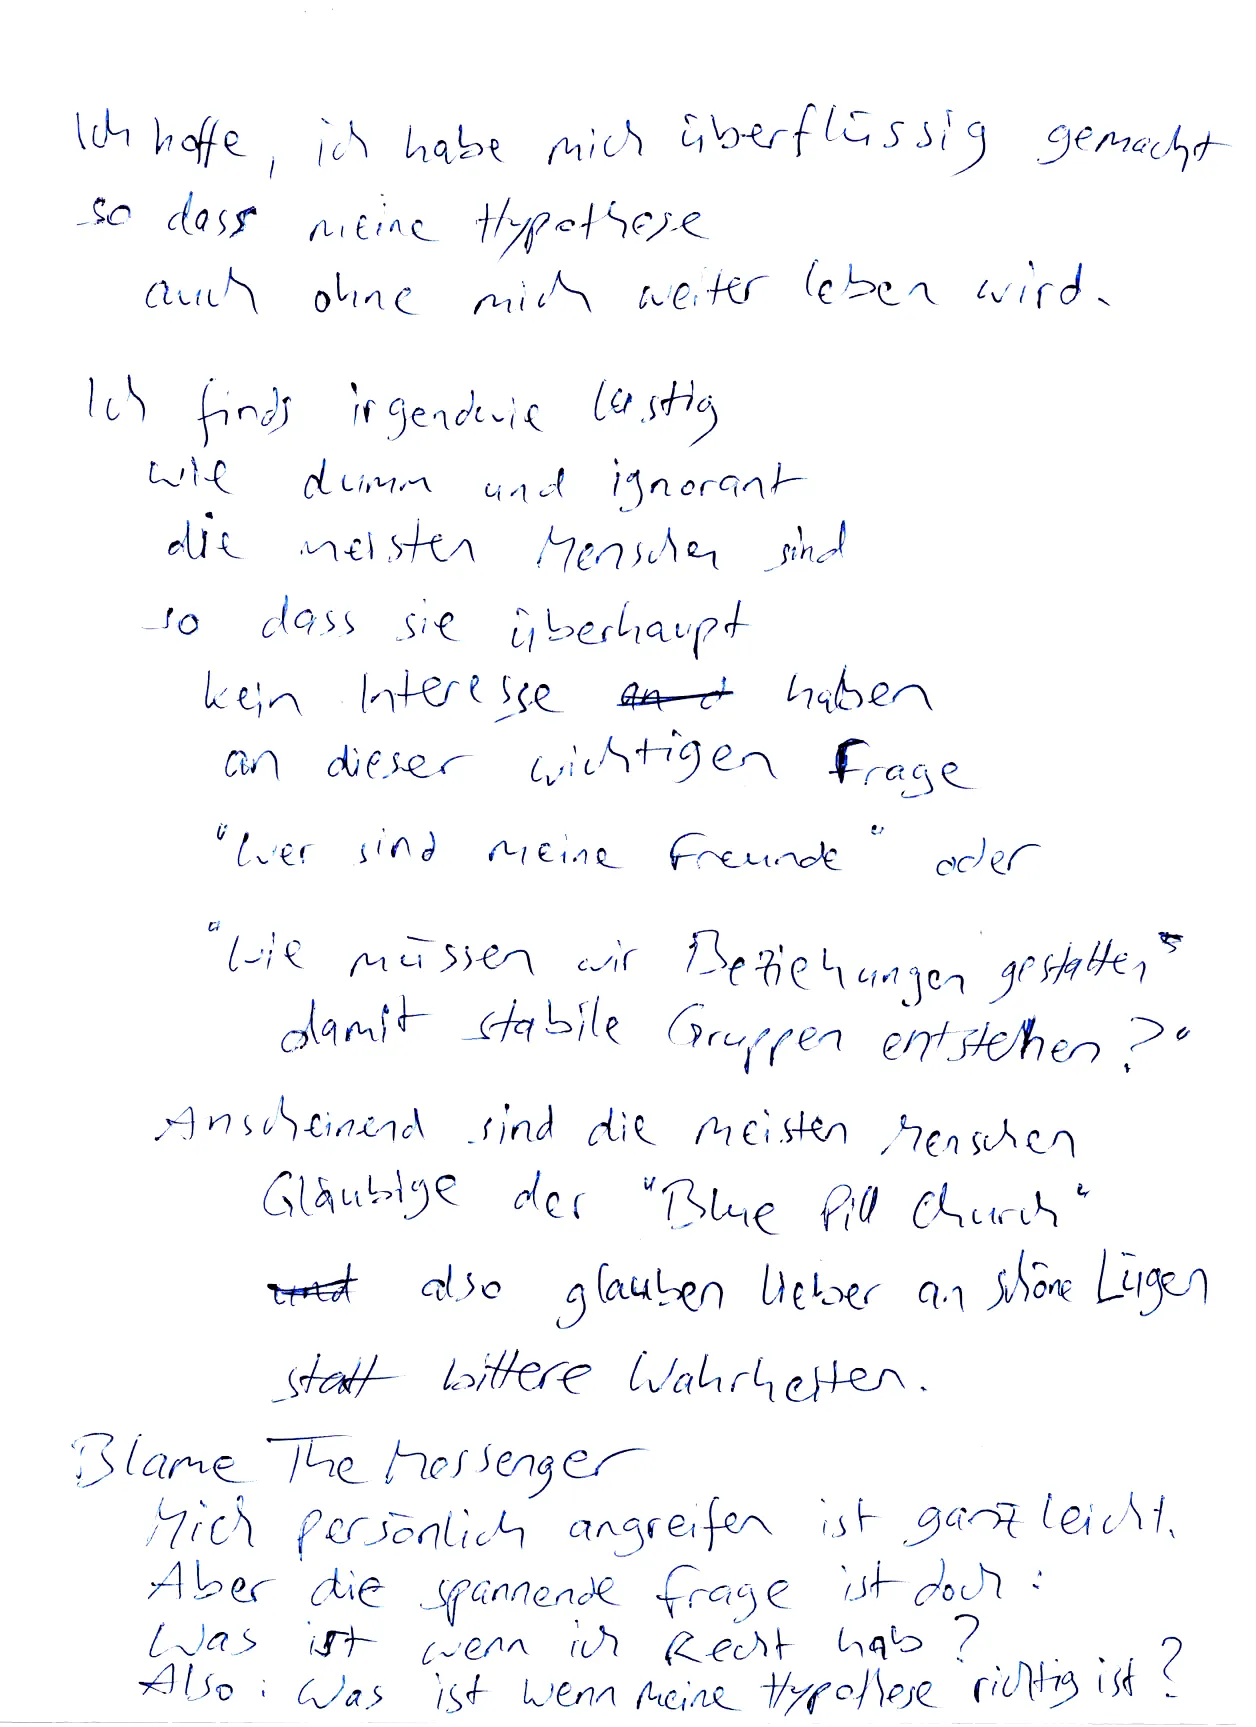 Ich hoffe, ich habe mich überflüssig gemacht
so dass meine Hypothese
auch ohne mich weiter leben wird.
Ich finds irgendwie lustig
wie dumm und ignorant
die meisten Menschen sind
so dass sie überhaupt
kein Interesse haben
an dieser wichtigen Frage
"Wer sind meine Freunde" oder
"Wie müssen wir Beziehungen gestalten"
damit stabile Gruppen entstehen?"
Anscheinend sind die meisten Menschen
Gläubige der "Blue Pill Church"
und also glauben lieber an schöne Lügen
statt bittere Wahrheiten.
Blame The Messenger
Mich persönlich angreifen ist ganz leicht.
Aber die spannende Frage ist doch:
Was ist wenn ich Recht hab?
Also: Was ist wenn meine Hypothese richtig ist?